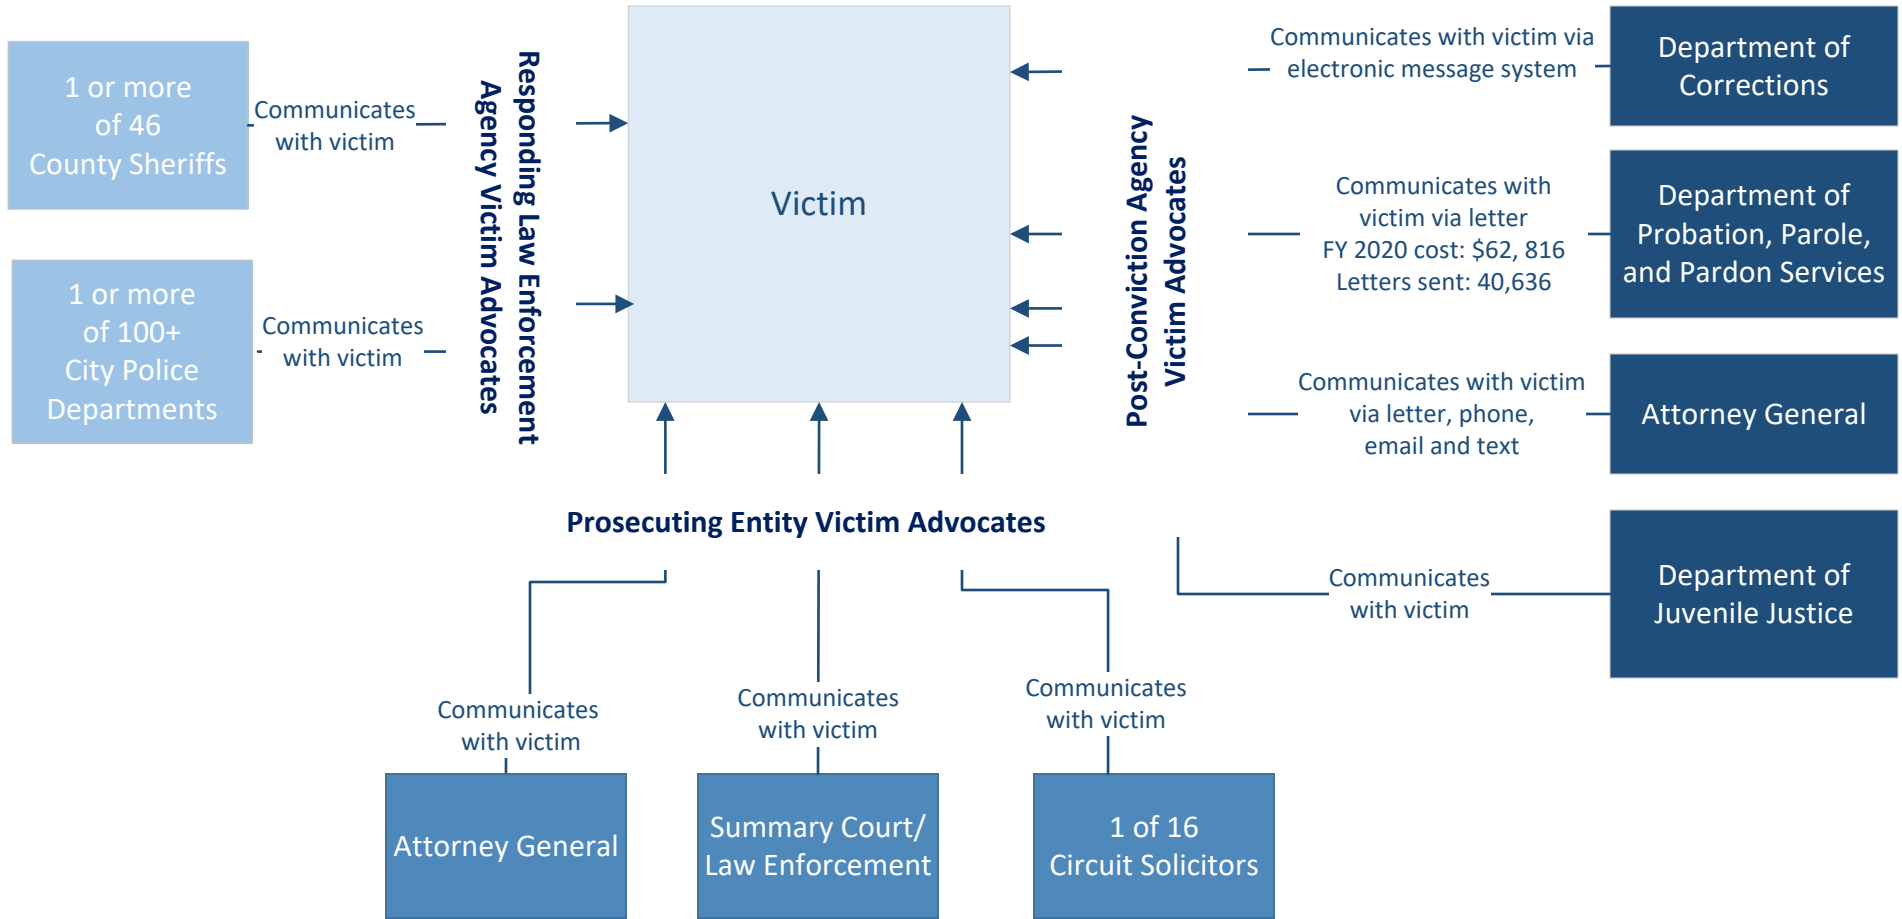 1 or more
of 46
County Sheriffs
Communicates
with victim
1 or more
of 100+
City Police
Departments
Communicates
with victim
Responding Law Enforcement
Agency Victim Advocates
Victim
Post-Conviction Agency
Victim Advocates
Communicates with victim via
electronic message system
Department of
Corrections
Communicates with
victim via letter
FY 2020 cost: $62, 816
Letters sent: 40,636
Department of
Probation, Parole,
and Pardon Services
Communicates with victim
via letter, phone,
email and text
Attorney General
Communicates
with victim
Department of
Juvenile Justice
Prosecuting Entity Victim Advocates
Communicates
with victim
Attorney General
Communicates
with victim
Summary Court/
Law Enforcement
Communicates
with victim
1 of 16
Circuit Solicitors